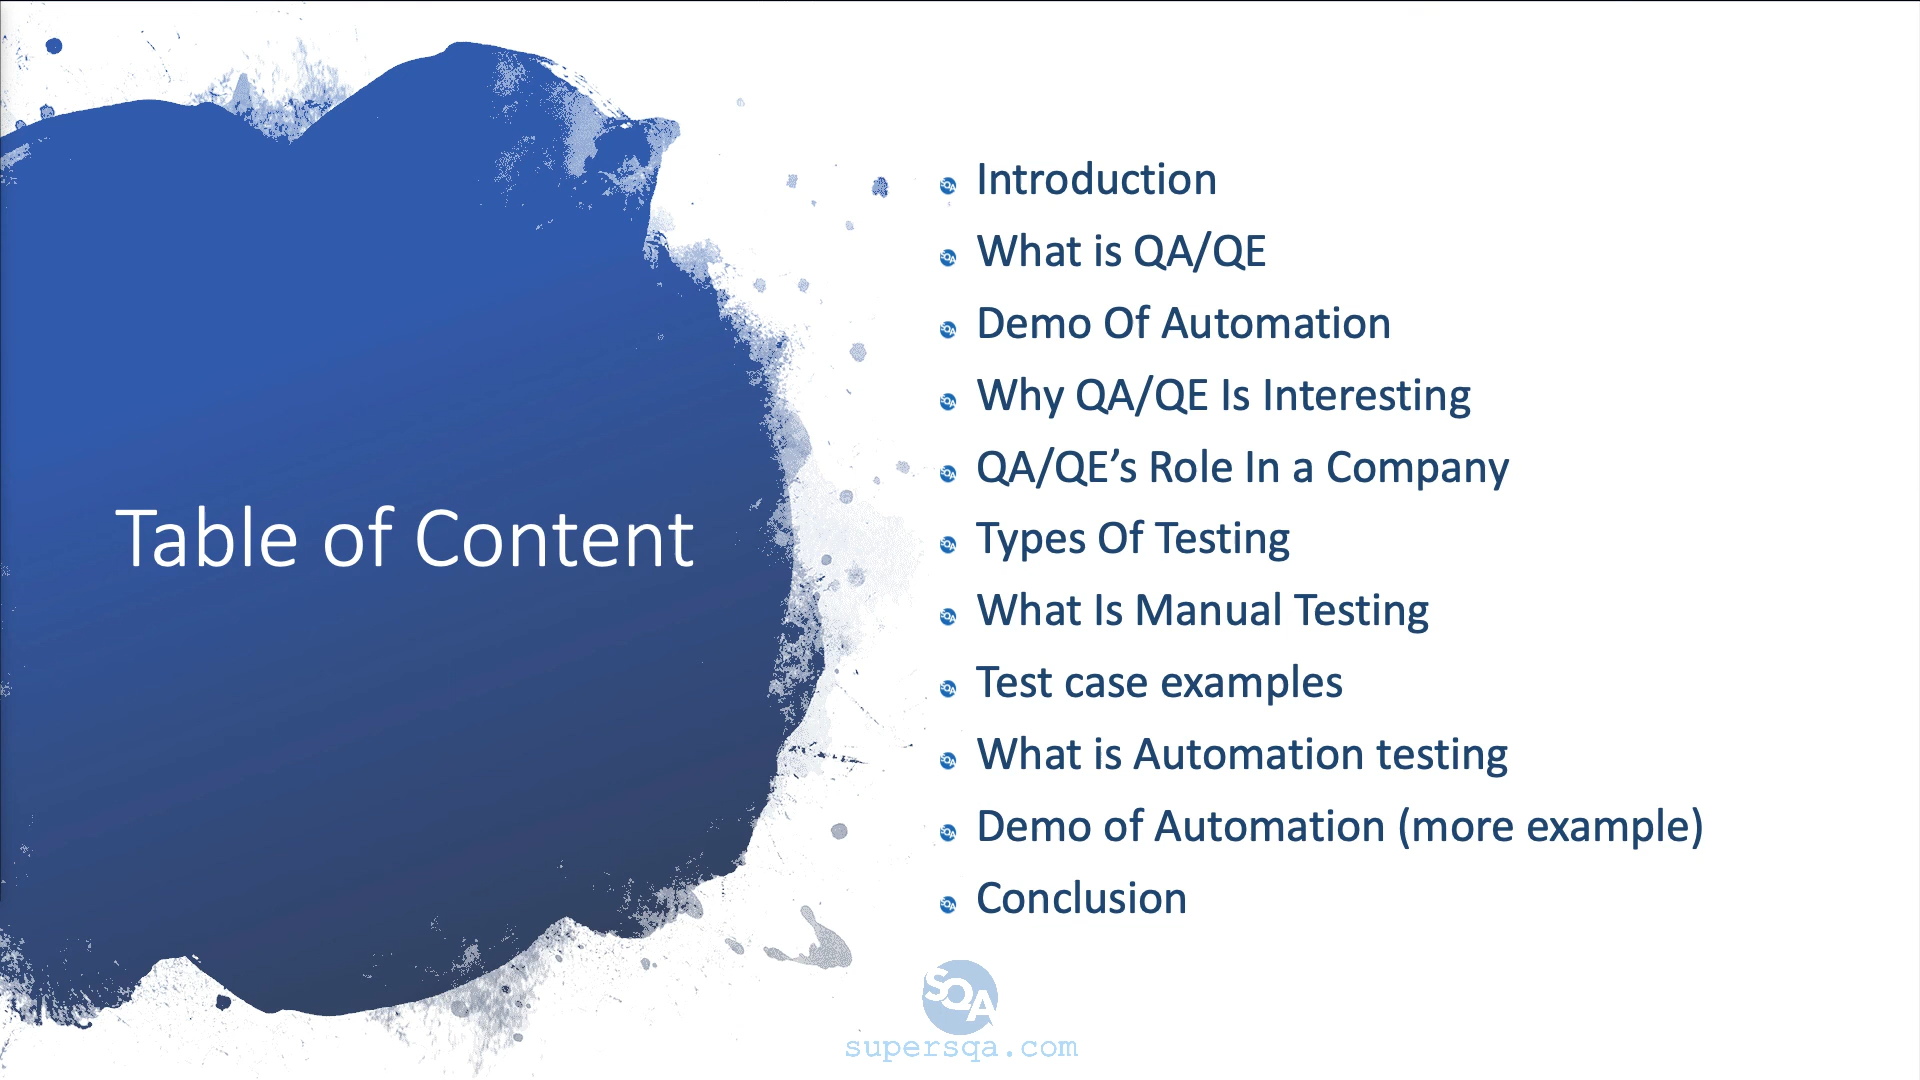 Table of Content
Introduction
What is QA/QE
Demo Of Automation
Why QA/QE Is Interesting
QA/QE’s Role In a Company
Types Of Testing
What Is Manual Testing
Test case examples
What is Automation testing
Demo of Automation (more example)
Conclusion
SQA
supersqa.com